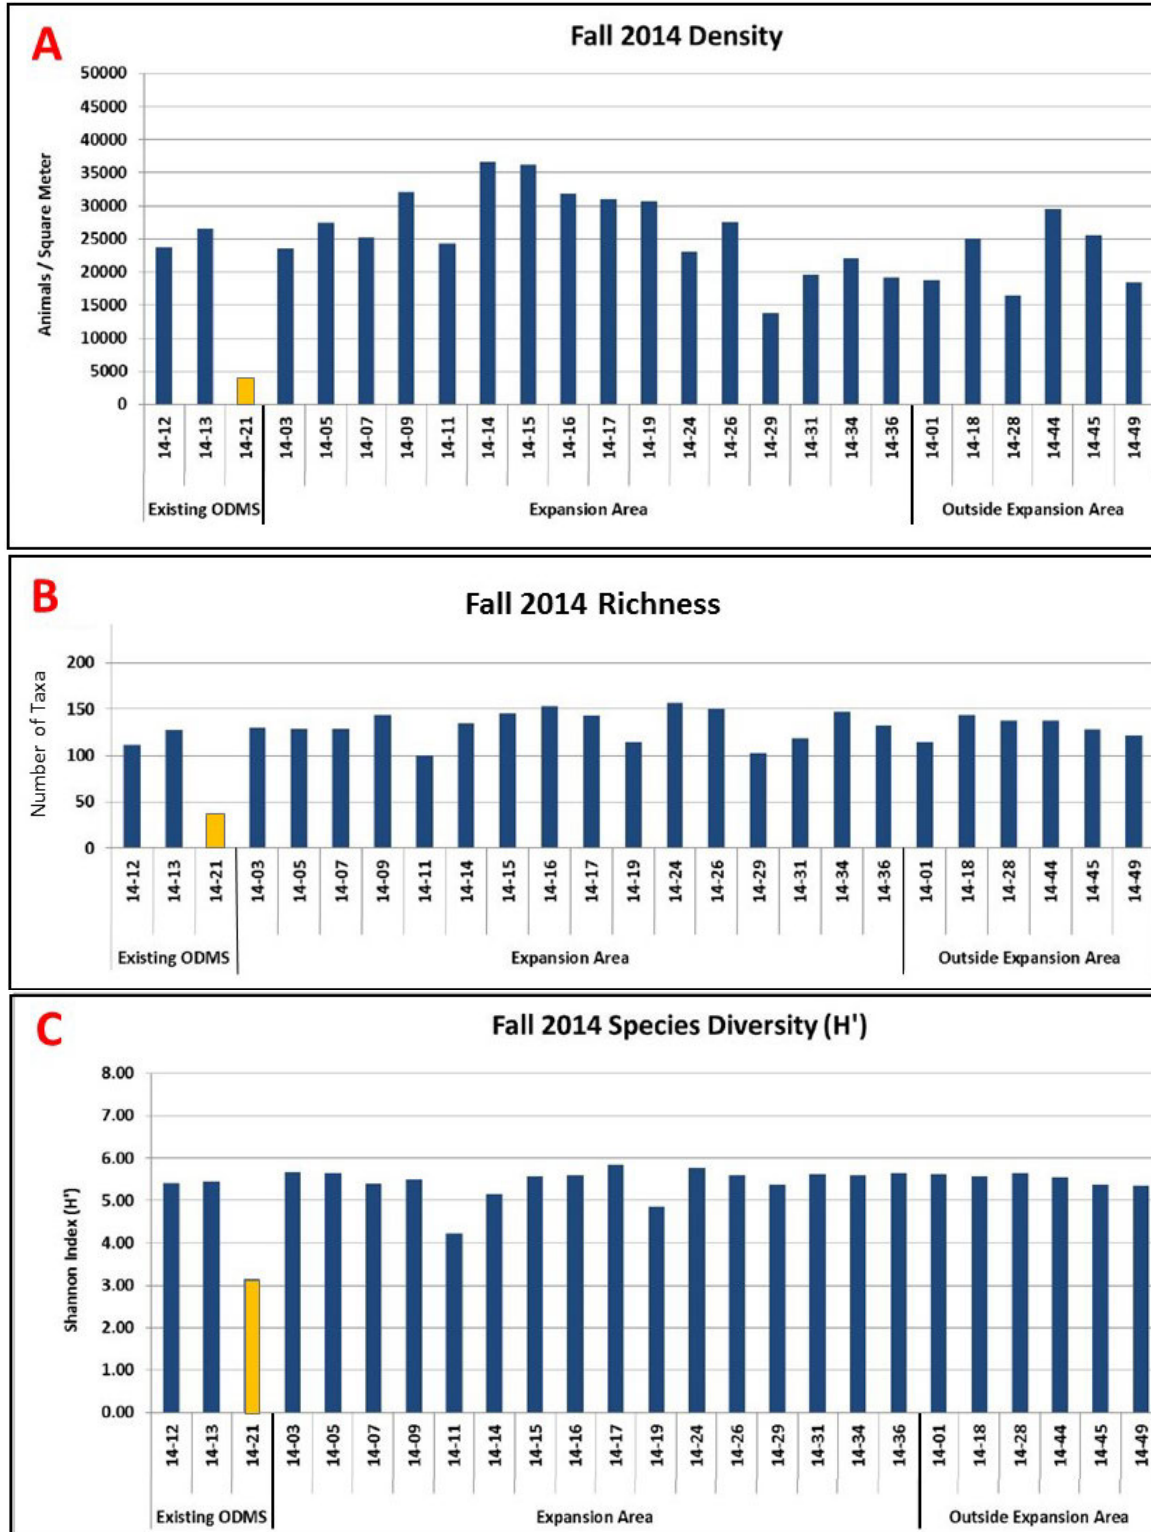 A
Fall 2014 Density
Animals / Square Meter
50000
45000
40000
35000
30000
25000
20000
15000
10000
5000
0
14-12 14-13 14-21 14-03 14-05 14-07 14-09 14-11 14-14 14-15 14-16 14-17 14-19 14-24 14-26 14-29 14-31 14-34 14-36 14-01 14-18 14-28 14-44 14-45 14-49
Existing ODMS Expansion Area Outside Expansion Area
B
Fall 2014 Richness
Number of Taxa
200
150
100
50
0
14-12 14-13 14-21 14-03 14-05 14-07 14-09 14-11 14-14 14-15 14-16 14-17 14-19 14-24 14-26 14-29 14-31 14-34 14-36 14-01 14-18 14-28 14-44 14-45 14-49
Existing ODMS Expansion Area Outside Expansion Area
C
Fall 2014 Species Diversity (H')
Shannon Index (H')
8.00
7.00
6.00
5.00
4.00
3.00
2.00
1.00
0.00
14-12 14-13 14-21 14-03 14-05 14-07 14-09 14-11 14-14 14-15 14-16 14-17 14-19 14-24 14-26 14-29 14-31 14-34 14-36 14-01 14-18 14-28 14-44 14-45 14-49
Existing ODMS Expansion Area Outside Expansion Area